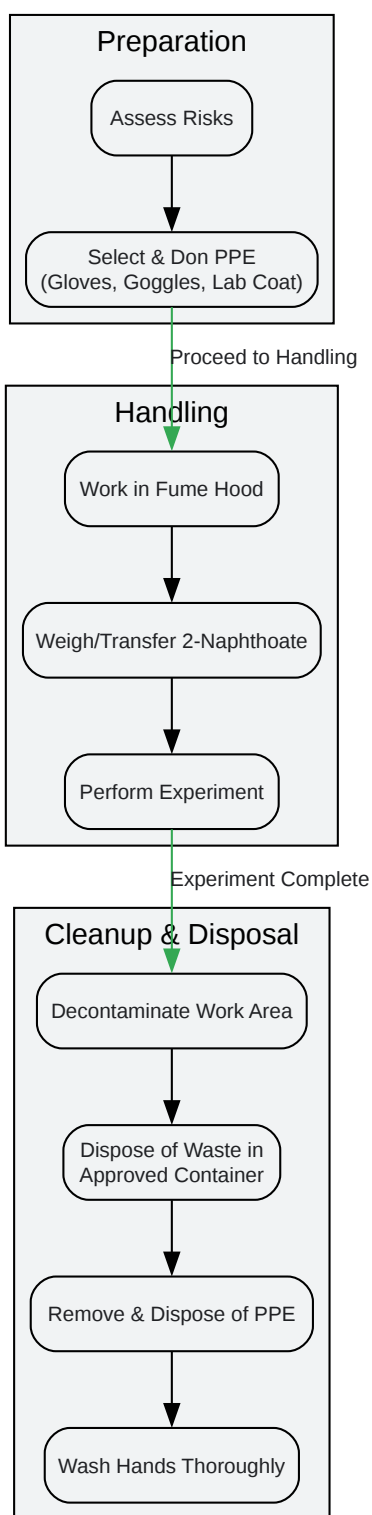 Preparation
Assess Risks
Select & Don PPE
(Gloves, Goggles, Lab Coat)
Proceed to Handling
Handling
Work in Fume Hood
Weigh/Transfer 2-Naphthoate
Perform Experiment
Experiment Complete
Cleanup & Disposal
Decontaminate Work Area
Dispose of Waste in
Approved Container
Remove & Dispose of PPE
Wash Hands Thoroughly